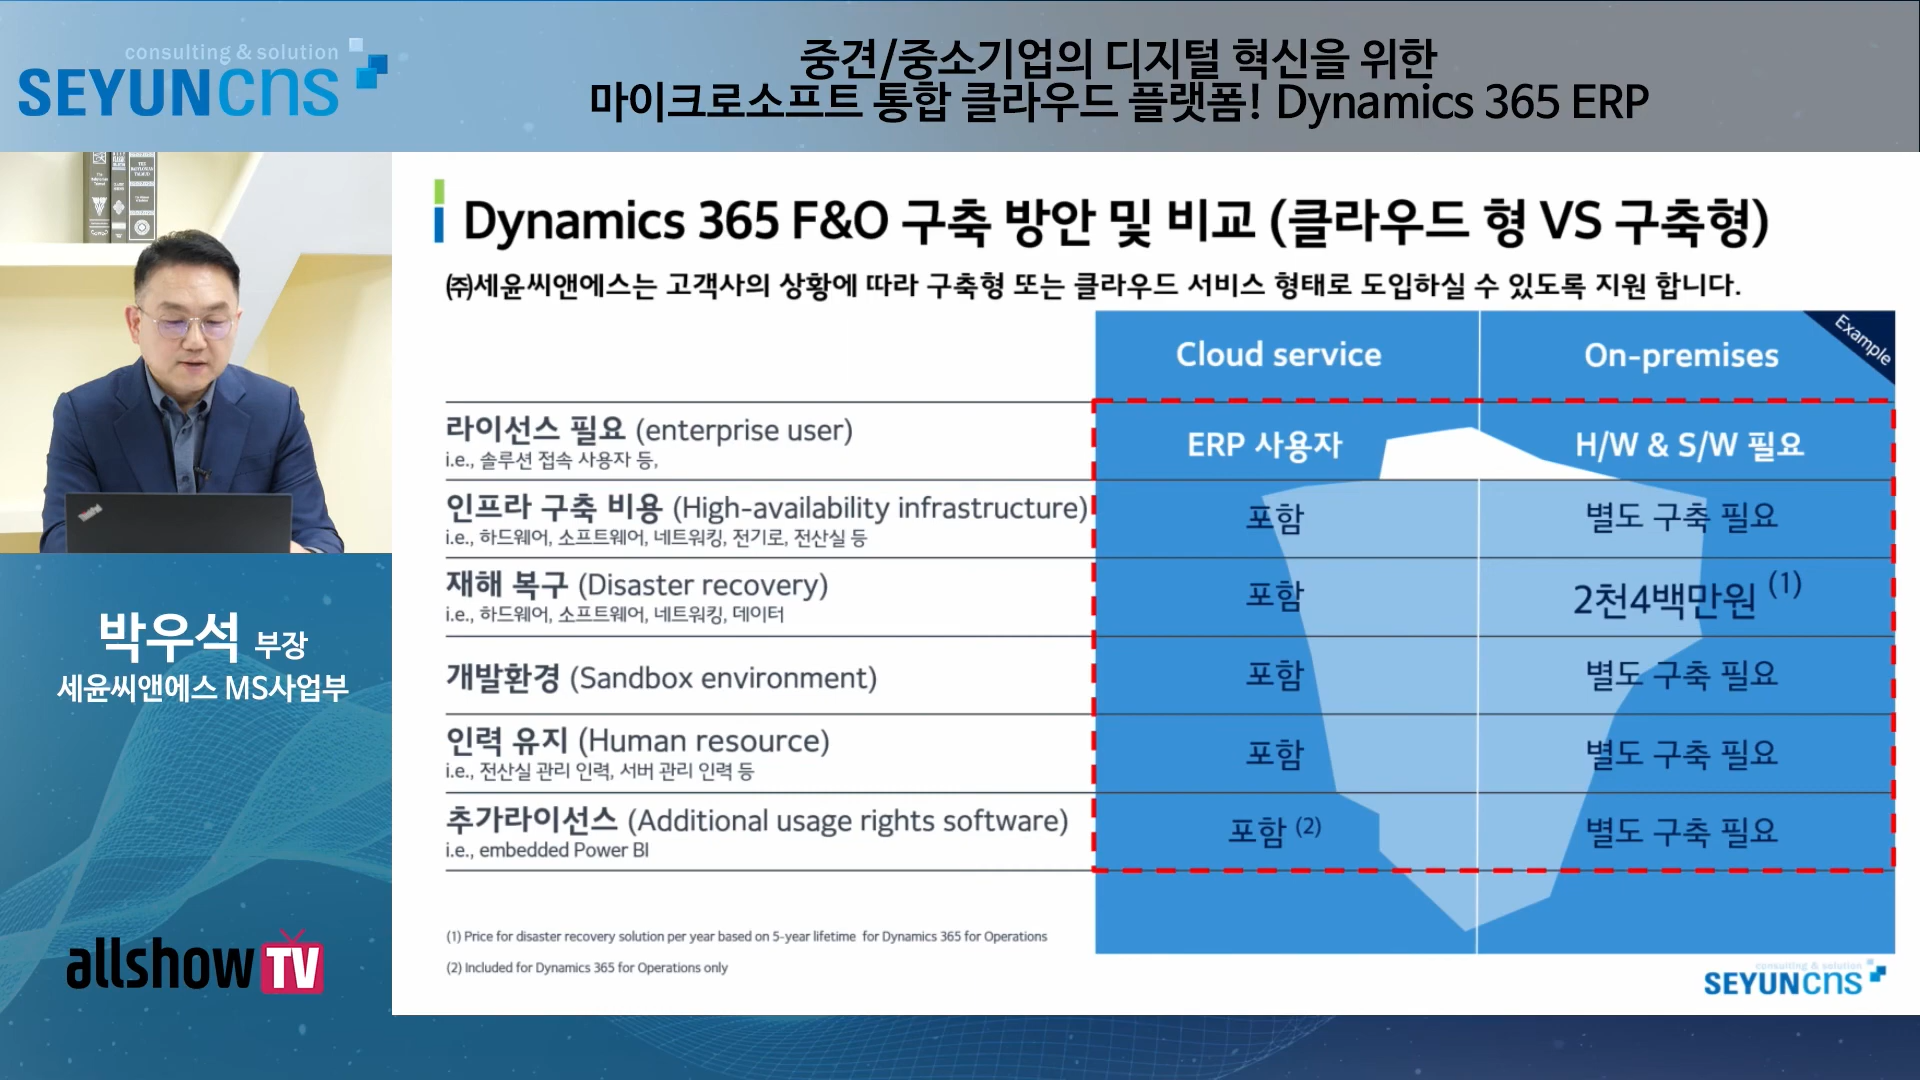 consulting & solution
SEYUNCNS
중견/중소기업의 디지털 혁신을 위한
마이크로소프트 통합 클라우드 플랫폼! Dynamics 365 ERP
Dynamics 365 F&O 구축 방안 및 비교 (클라우드 형 VS 구축형)
㈜세윤씨앤에스는 고객사의 상황에 따라 구축형 또는 클라우드 서비스 형태로 도입하실 수 있도록 지원 합니다.
Cloud service
On-premises
Example
라이선스 필요 (enterprise user)
i.e., 솔루션 접속 사용자 등,
ERP 사용자
H/W & S/W 필요
인프라 구축 비용 (High-availability infrastructure)
i.e., 하드웨어, 소프트웨어, 네트워킹, 전기로, 전산실 등
포함
별도 구축 필요
재해 복구 (Disaster recovery)
i.e., 하드웨어, 소프트웨어, 네트워킹, 데이터
포함
2천4백만원 (1)
개발환경 (Sandbox environment)
포함
별도 구축 필요
인력 유지 (Human resource)
i.e., 전산실 관리 인력, 서버 관리 인력 등
포함
별도 구축 필요
추가라이선스 (Additional usage rights software)
i.e., embedded Power BI
포함 (2)
별도 구축 필요
(1) Price for disaster recovery solution per year based on 5-year lifetime for Dynamics 365 for Operations
(2) Included for Dynamics 365 for Operations only
consulting & solution
SEYUNCNS
박우석 부장
세윤씨앤에스 MS사업부
allshow TV